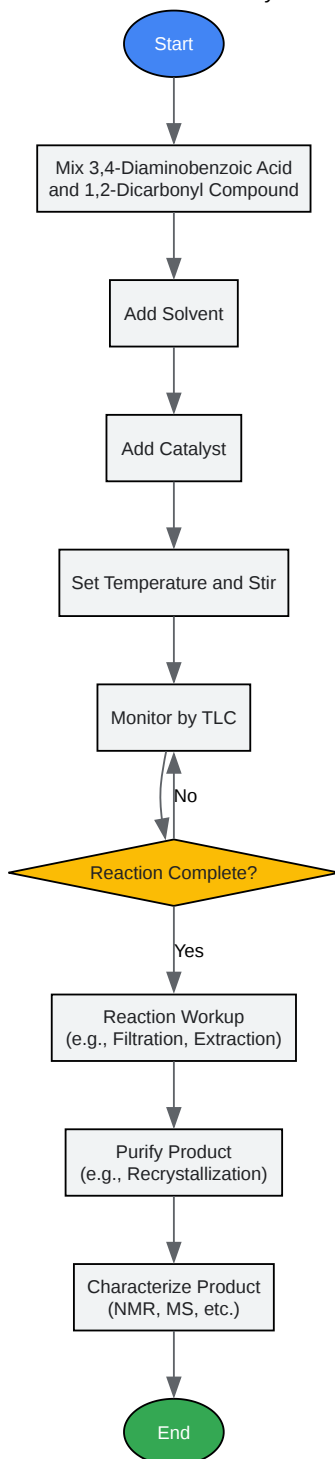 Start
Mix 3,4-Diaminobenzoic Acid
and 1,2-Dicarbonyl Compound
Add Solvent
Add Catalyst
Set Temperature and Stir
Monitor by TLC
No
Reaction Complete?
Yes
Reaction Workup
(e.g., Filtration, Extraction)
Purify Product
(e.g., Recrystallization)
Characterize Product
(NMR, MS, etc.)
End